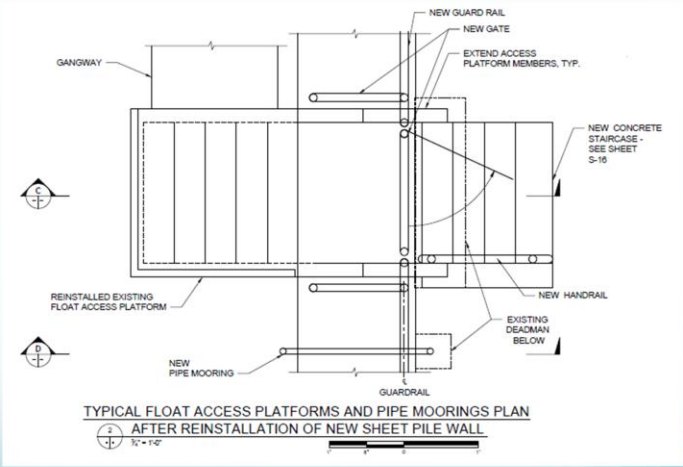 NEW GUARD RAIL
NEW GATE
GANGWAY
EXTEND ACCESS
PLATFORM MEMBERS, TYP.
NEW CONCRETE
STAIRCASE -
SEE SHEET
S-16
C
REINSTALLED EXISTING
FLOAT ACCESS PLATFORM
NEW HANDRAIL
EXISTING
DEADMAN
BELOW
D
NEW
PIPE MOORING
GUARDRAIL
TYPICAL FLOAT ACCESS PLATFORMS AND PIPE MOORINGS PLAN
2
AFTER REINSTALLATION OF NEW SHEET PILE WALL